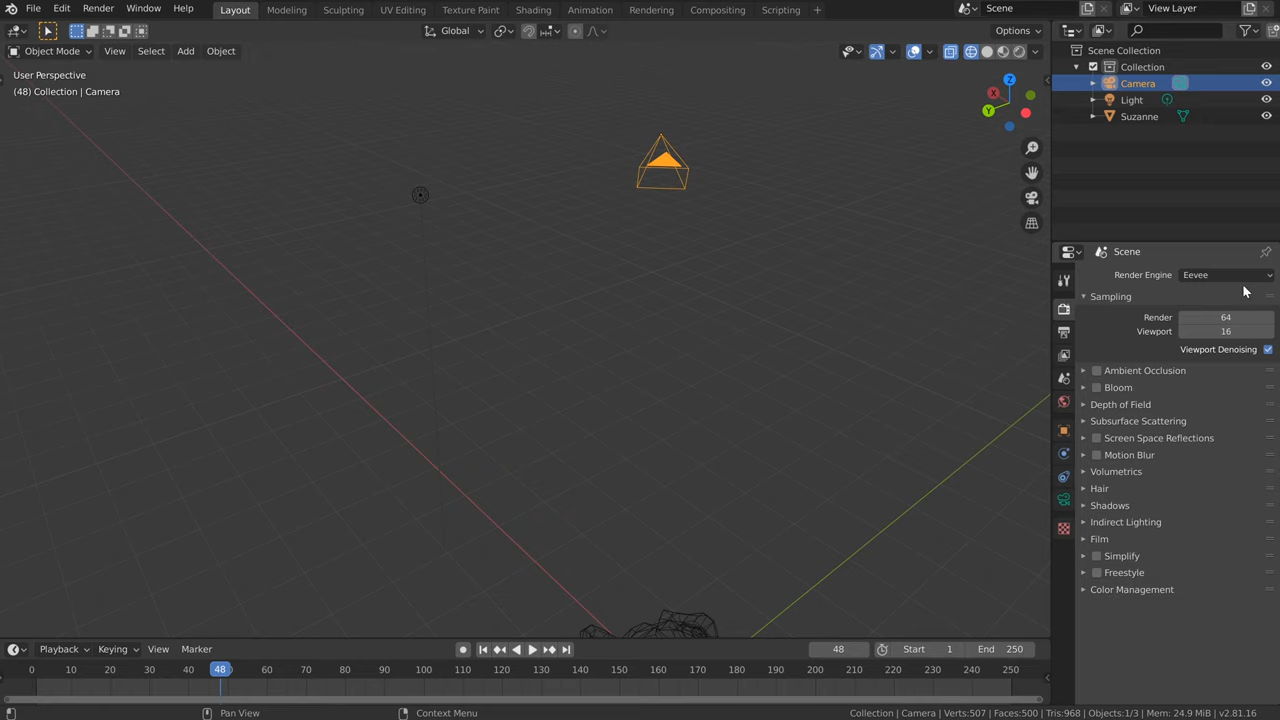 File Edit Render Window Help Layout Modeling Sculpting UV Editing Texture Paint Shading Animation Rendering Compositing Scripting + Scene View Layer
Global Options
Object Mode View Select Add Object
User Perspective
(48) Collection | Camera
Z
X
Y
Scene Collection
Collection
Camera
Light
Suzanne
Scene
Render Engine Eevee
Sampling
Render 64
Viewport 16
Viewport Denoising
Ambient Occlusion
Bloom
Depth of Field
Subsurface Scattering
Screen Space Reflections
Motion Blur
Volumetrics
Hair
Shadows
Indirect Lighting
Film
Simplify
Freestyle
Color Management
Playback Keying View Marker 48 Start 1 End 250
0 10 20 30 40 48 60 70 80 90 100 110 120 130 140 150 160 170 180 190 200 210 220 230 240 250
Pan View Context Menu Collection | Camera | Verts:507 | Faces:500 | Tris:968 | Objects:1/3 | Mem: 24.9 MiB | v2.81.16